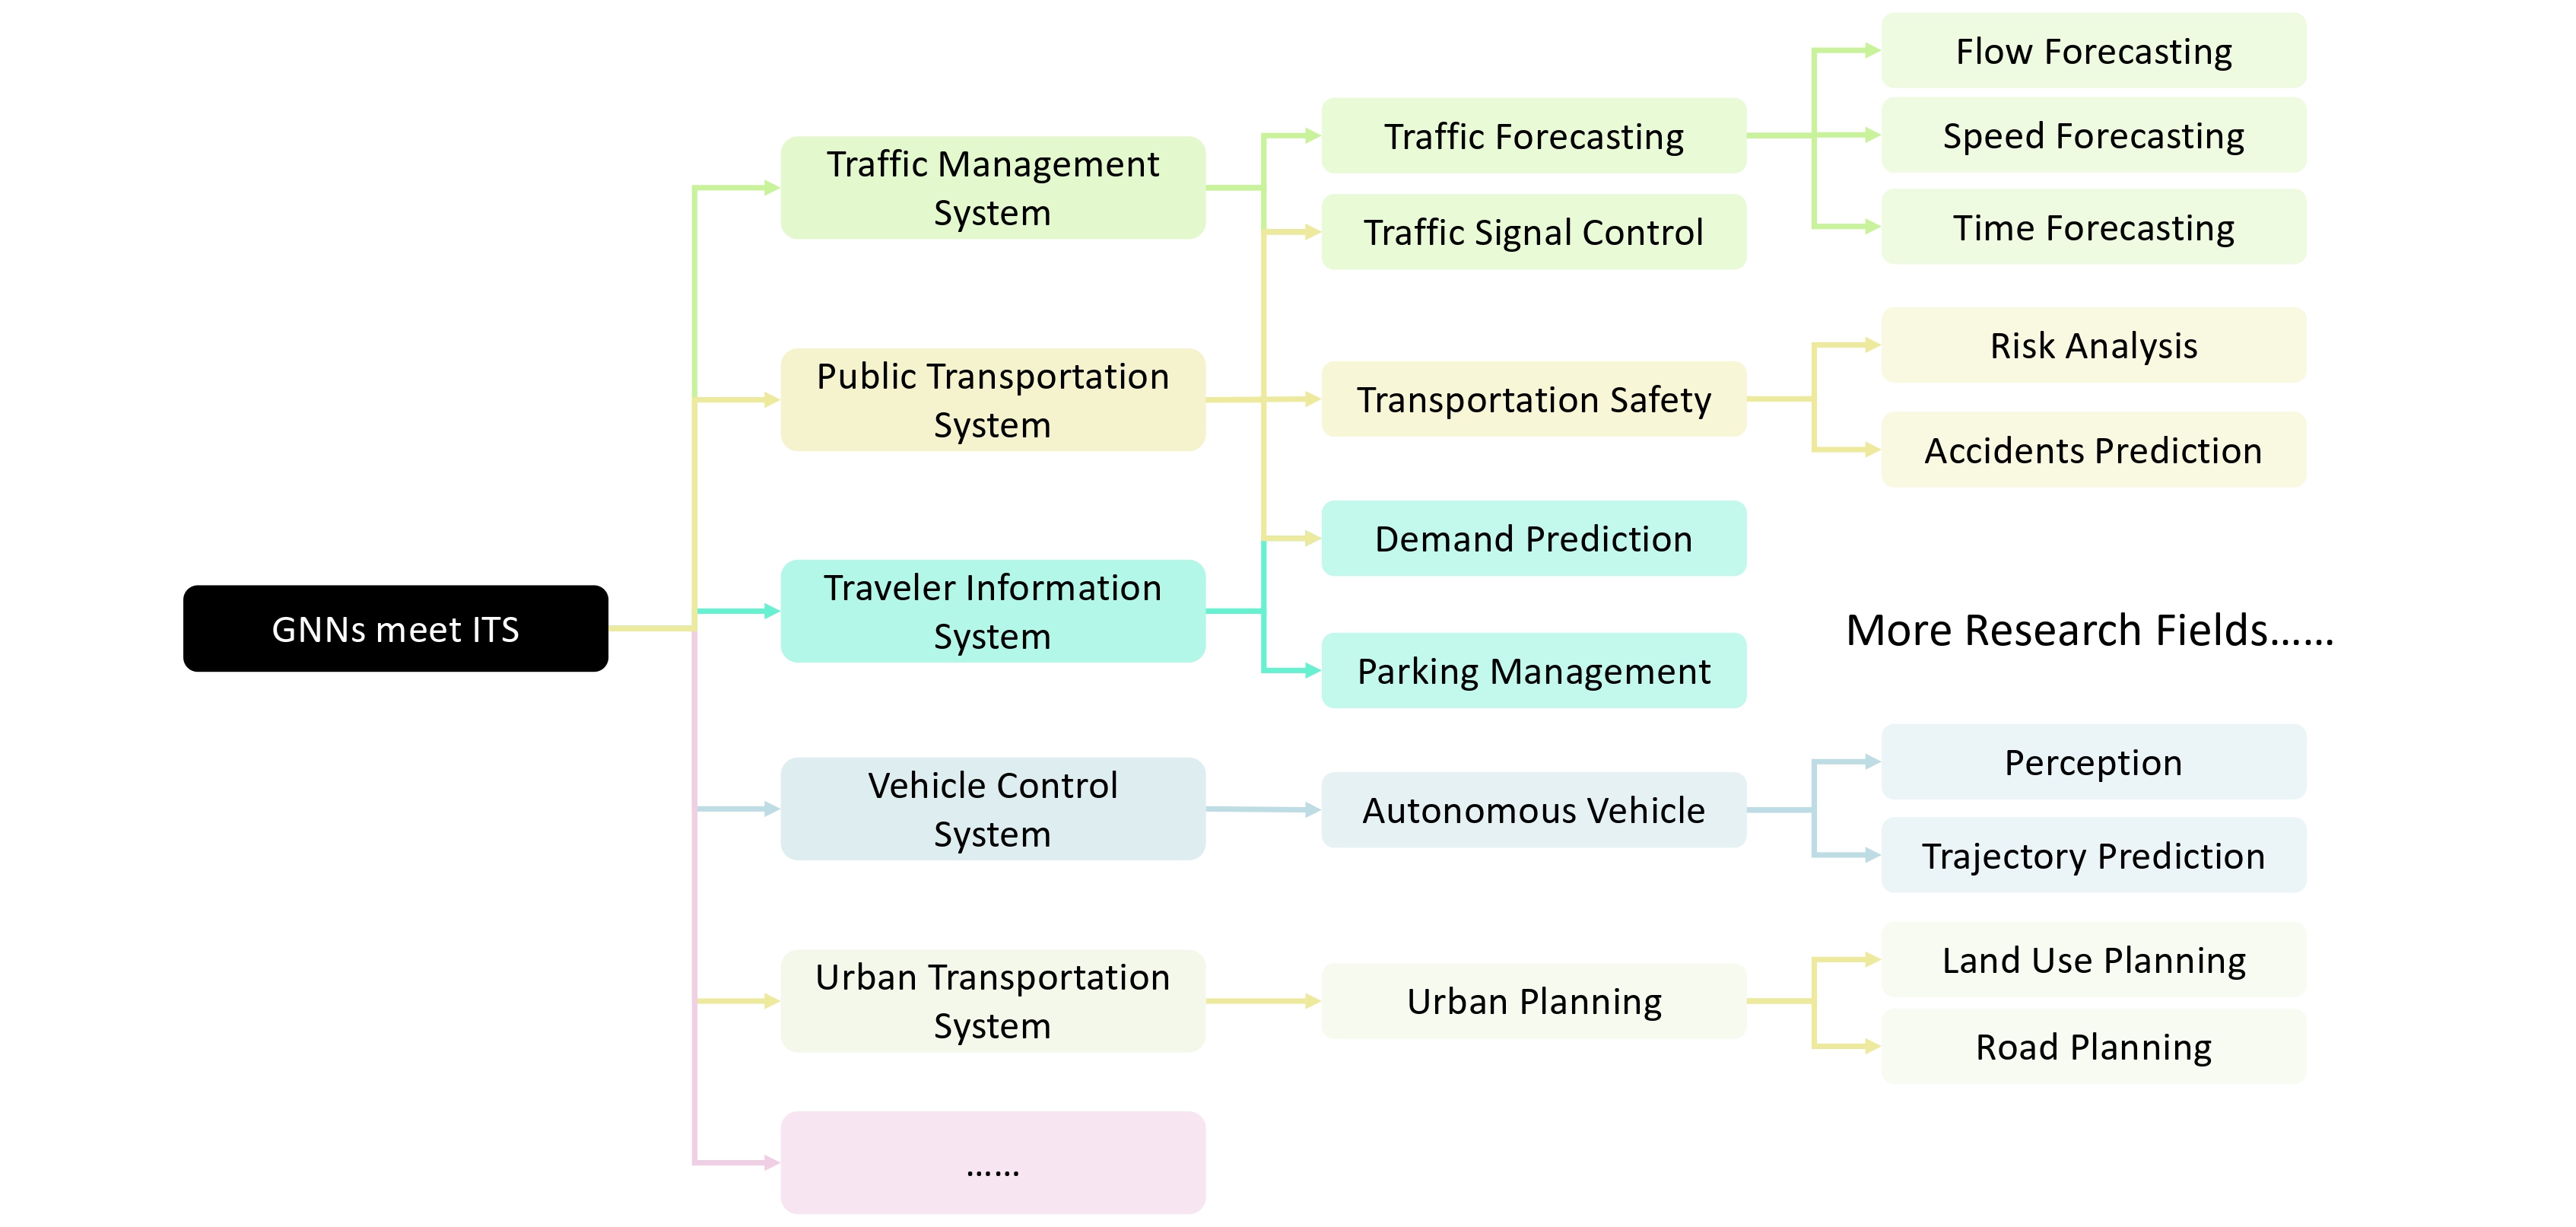 GNNs meet ITS
Traffic Management
System
Public Transportation
System
Traveler Information
System
Vehicle Control
System
Urban Transportation
System
……
Traffic Forecasting
Traffic Signal Control
Transportation Safety
Demand Prediction
Parking Management
Autonomous Vehicle
Urban Planning
Flow Forecasting
Speed Forecasting
Time Forecasting
Risk Analysis
Accidents Prediction
More Research Fields……
Perception
Trajectory Prediction
Land Use Planning
Road Planning